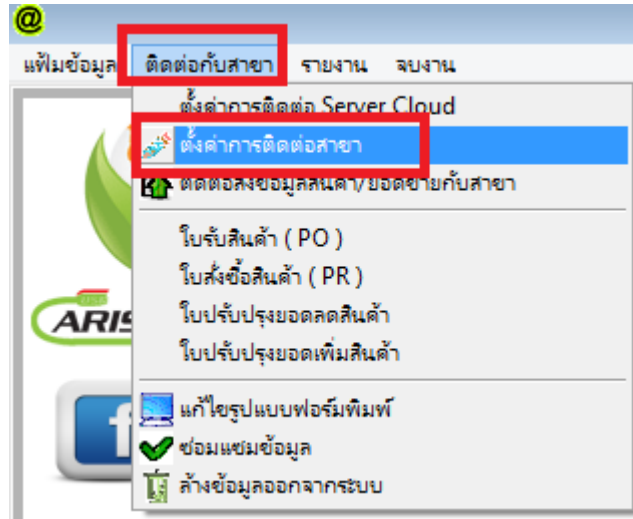 @
แฟ้มข้อมูล ติดต่อกับสาขา รายงาน จบงาน
ตั้งค่าการติดต่อ Server Cloud
ตั้งค่าการติดต่อสาขา
ติดต่อส่งข้อมูลสินค้า/ยอดขายกับสาขา
ใบรับสินค้า ( PO )
ใบสั่งซื้อสินค้า ( PR )
ใบปรับปรุงยอดลดสินค้า
ARIS
ใบปรับปรุงยอดเพิ่มสินค้า
แก้ไขรูปแบบฟอร์มพิมพ์
f
ซ่อมแซมข้อมูล
ล้างข้อมูลออกจากระบบ